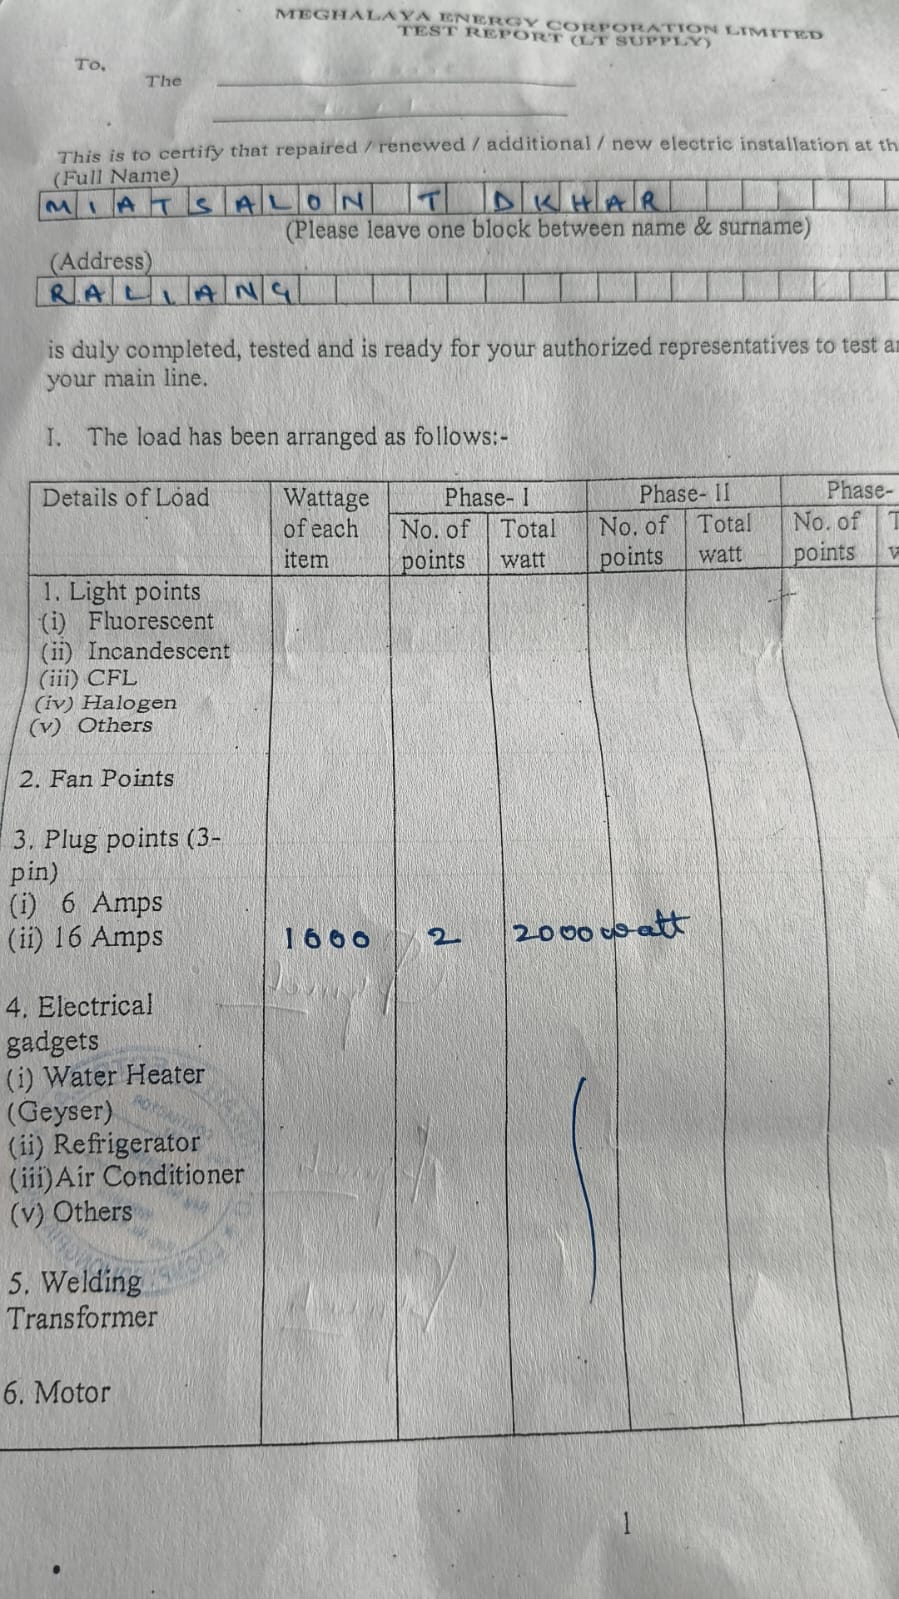 MEGHALAYA ENERGY CORPORATION LIMITED
TEST REPORT (LT SUPPLY)
To,
The
This is to certify that repaired / renewed / additional / new electric installation at th
(Full Name)
MIATSALON T DKHAR
(Please leave one block between name & surname)
(Address)
RALIANG
is duly completed, tested and is ready for your authorized representatives to test a
your main line.
I. The load has been arranged as follows:-
Details of Load Wattage of each item Phase- I Phase- II Phase-
No. of points Total watt No. of points Total watt No. of points
1. Light points
(i) Fluorescent
(ii) Incandescent
(iii) CFL
(iv) Halogen
(v) Others
2. Fan Points
3. Plug points (3-
pin)
(i) 6 Amps
(ii) 16 Amps 1000 2 2000 watt
4. Electrical
gadgets
(i) Water Heater
(Geyser)
(ii) Refrigerator
(iii) Air Conditioner
(v) Others
5. Welding
Transformer
6. Motor
1